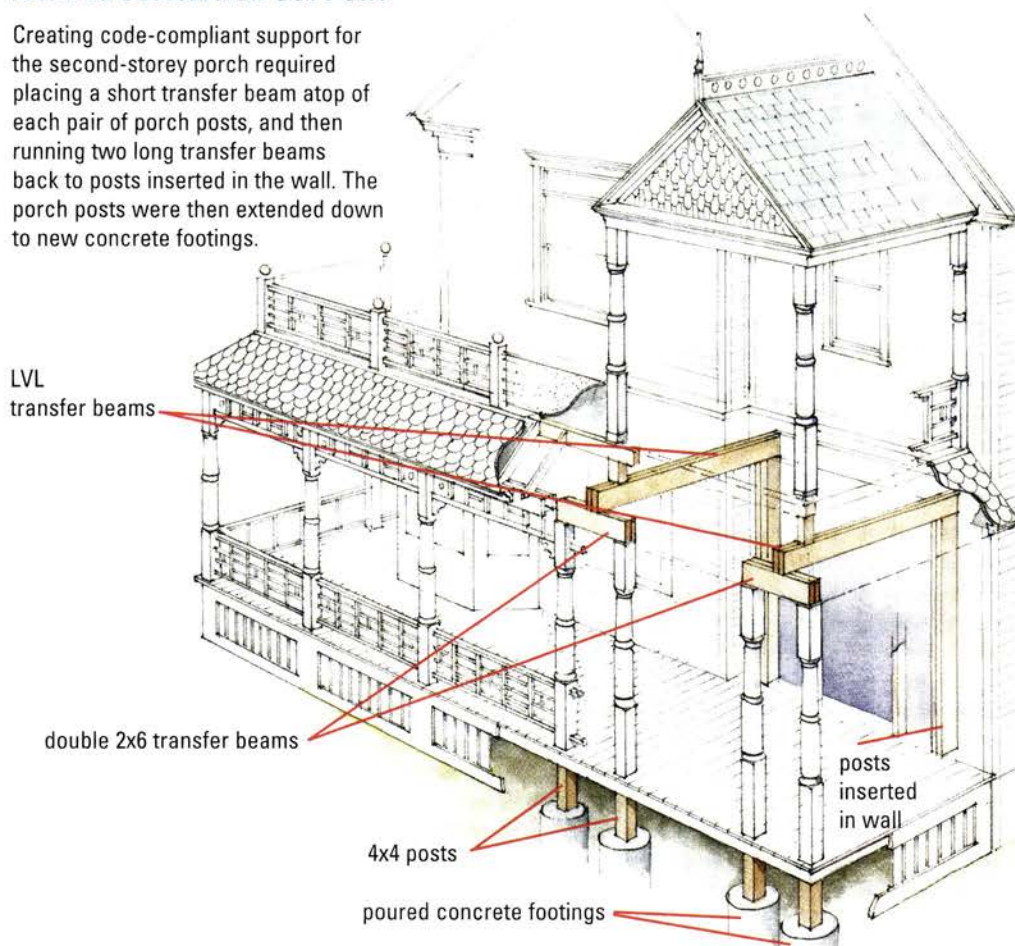 Creating code-compliant support for
the second-storey porch required
placing a short transfer beam atop of
each pair of porch posts, and then
running two long transfer beams
back to posts inserted in the wall. The
porch posts were then extended down
to new concrete footings.
LVL
transfer beams
double 2x6 transfer beams
posts
inserted
in wall
4x4 posts
poured concrete footings